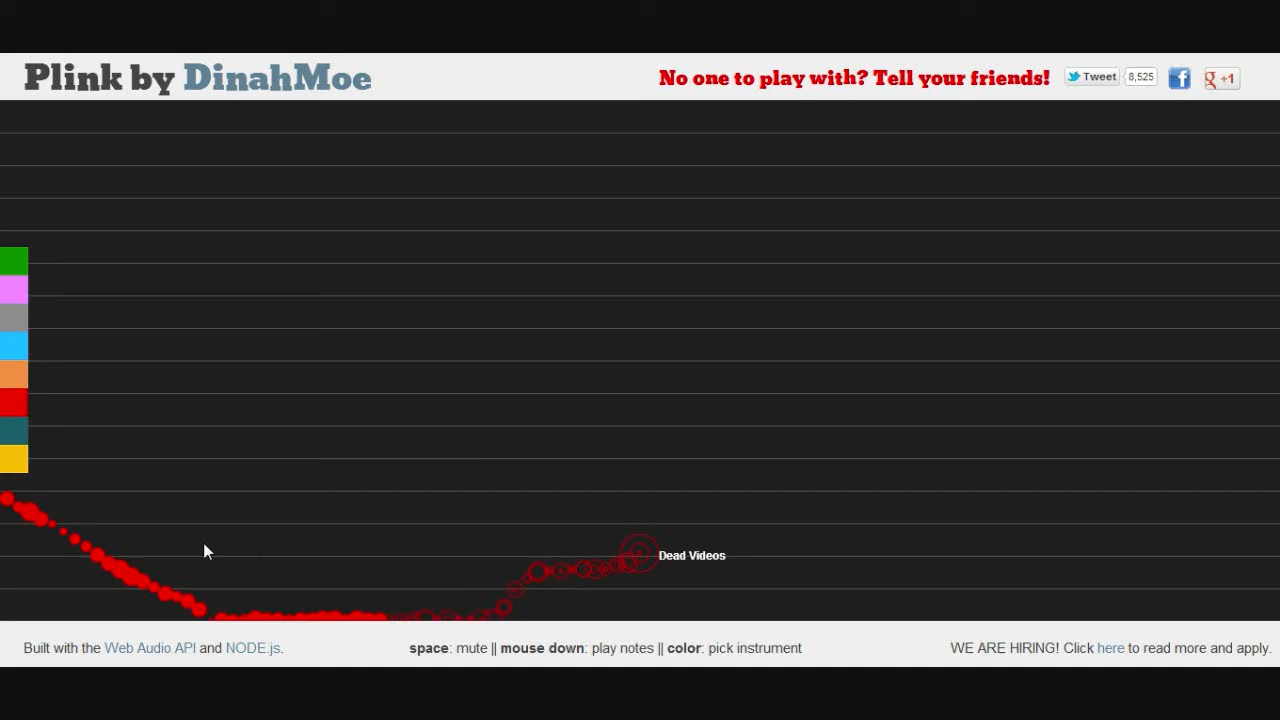 Plink by DinahMoe
No one to play with? Tell your friends!
Tweet
8,525
f
g +1
Dead Videos
Built with the Web Audio API and NODE.js.
space: mute || mouse down: play notes || color: pick instrument
WE ARE HIRING! Click here to read more and apply.